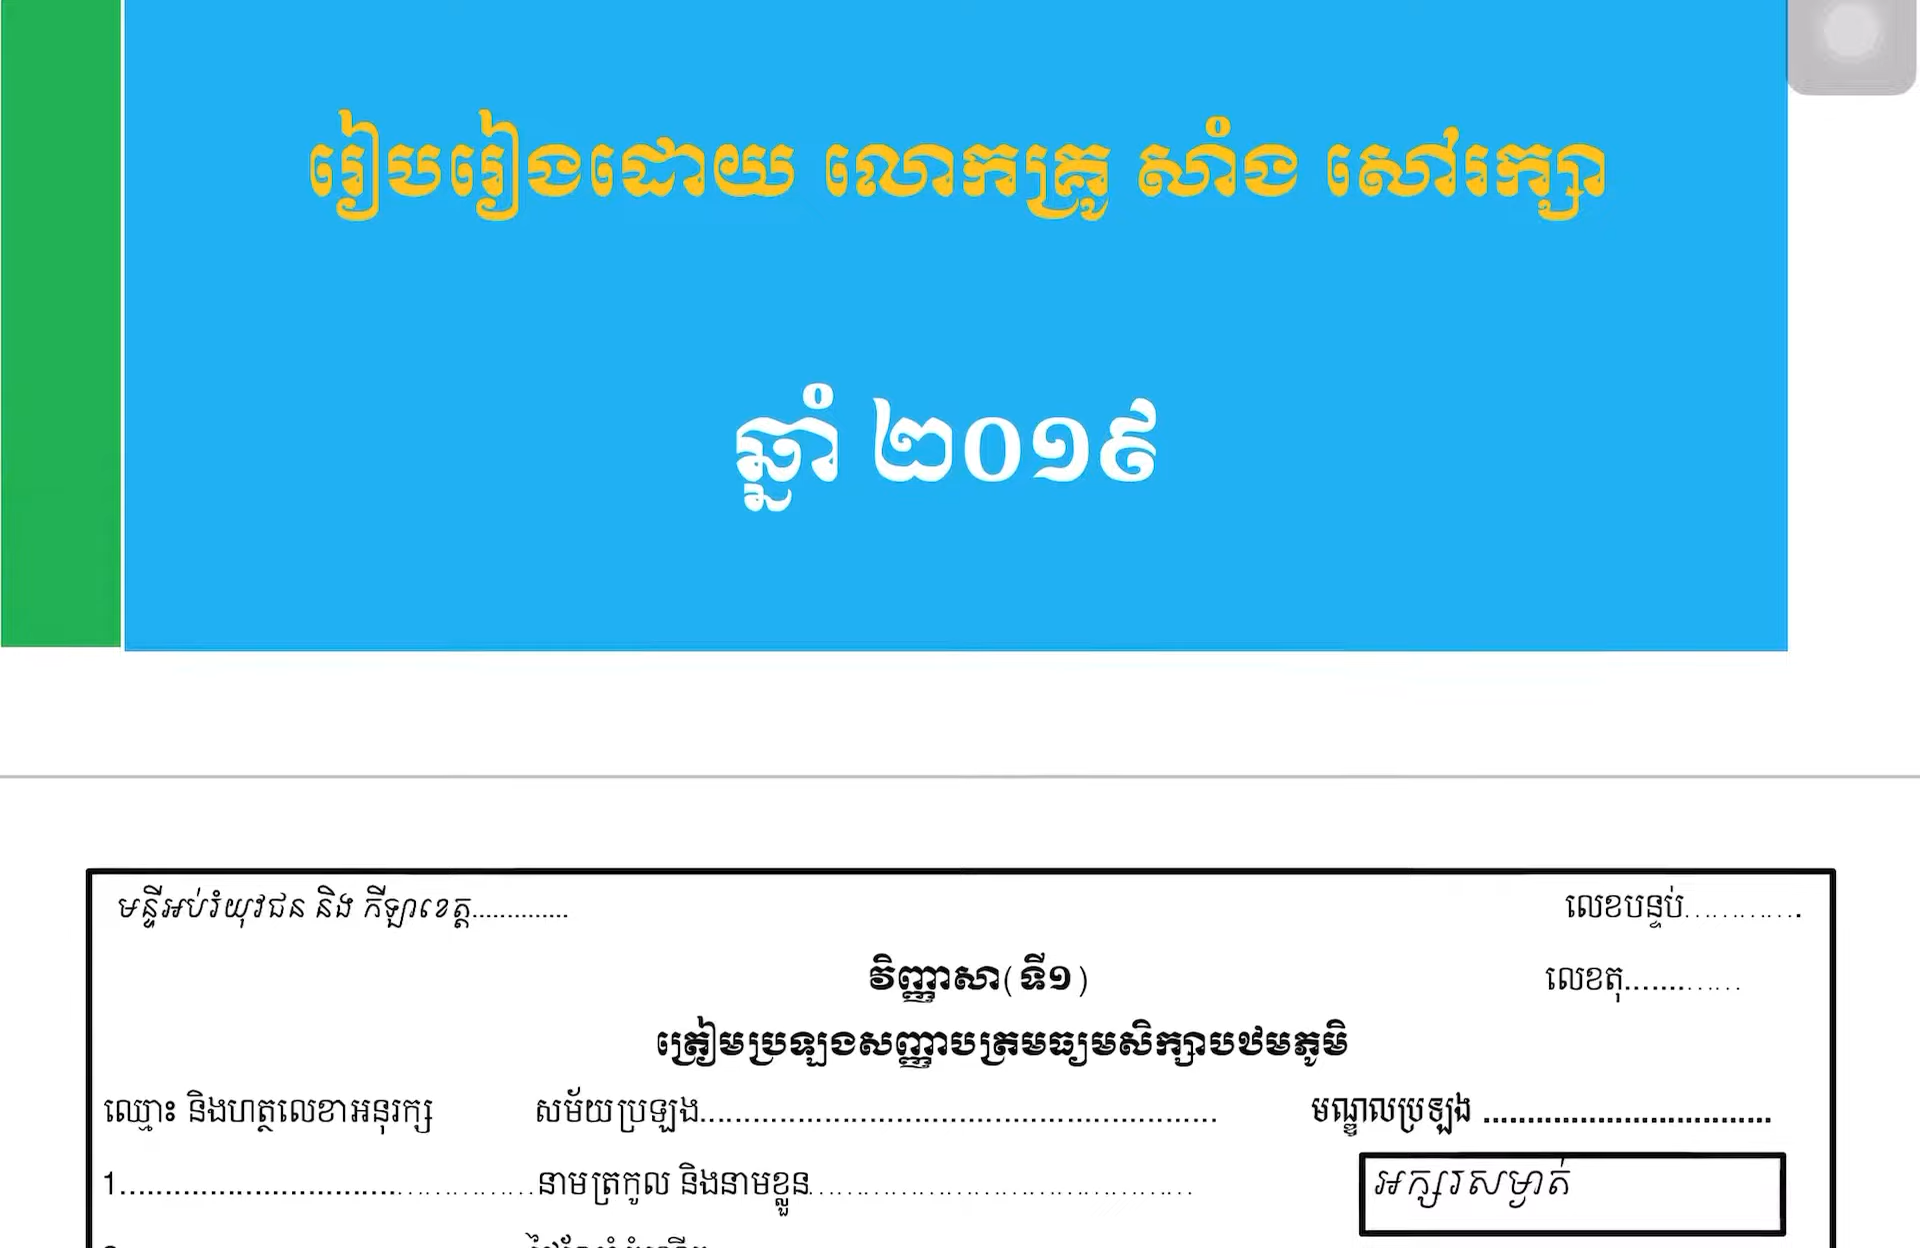 រៀបរៀងដោយ លោកគ្រូ សាំង សៅរក្សា
ឆ្នាំ ២០១៩
មន្ទីអប់រំយុវជន និង កីឡាខេត្ត..............
លេខបន្ទប់.............
វិញ្ញាសា(ទី១)
លេខតុ.............
ត្រៀមប្រឡងសញ្ញាបត្រមធ្យមសិក្សាបឋមភូមិ
ឈ្មោះ និងហត្ថលេខាអនុរក្ស
សម័យប្រឡង.........................................................
មណ្ឌលប្រឡង ................................
1..............................................នាមត្រកូល និងនាមខ្លួន..........................................
អក្សរសម្ងាត់